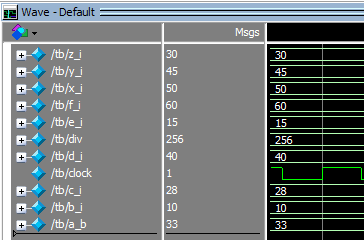 Wave - Default
Msgs
/tb/z_i 30 30
/tb/y_i 45 45
/tb/x_i 50 50
/tb/f_i 60 60
/tb/e_i 15 15
/tb/div 256 256
/tb/d_i 40 40
/tb/clock 1
/tb/c_i 28 28
/tb/b_i 10 10
/tb/a_b 33 33